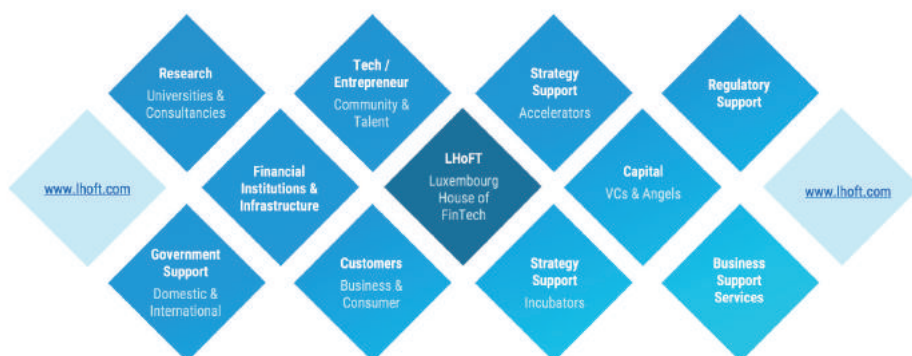 Research
Universities &
Consultancies
Tech /
Entrepreneur
Community &
Talent
Strategy
Support
Accelerators
Regulatory
Support
www.lhoft.com
Financial
Institutions &
Infrastructure
LHoFT
Luxembourg
House of
FinTech
Capital
VCs & Angels
www.lhoft.com
Government
Support
Domestic &
International
Customers
Business &
Consumer
Strategy
Support
Incubators
Business
Support
Services